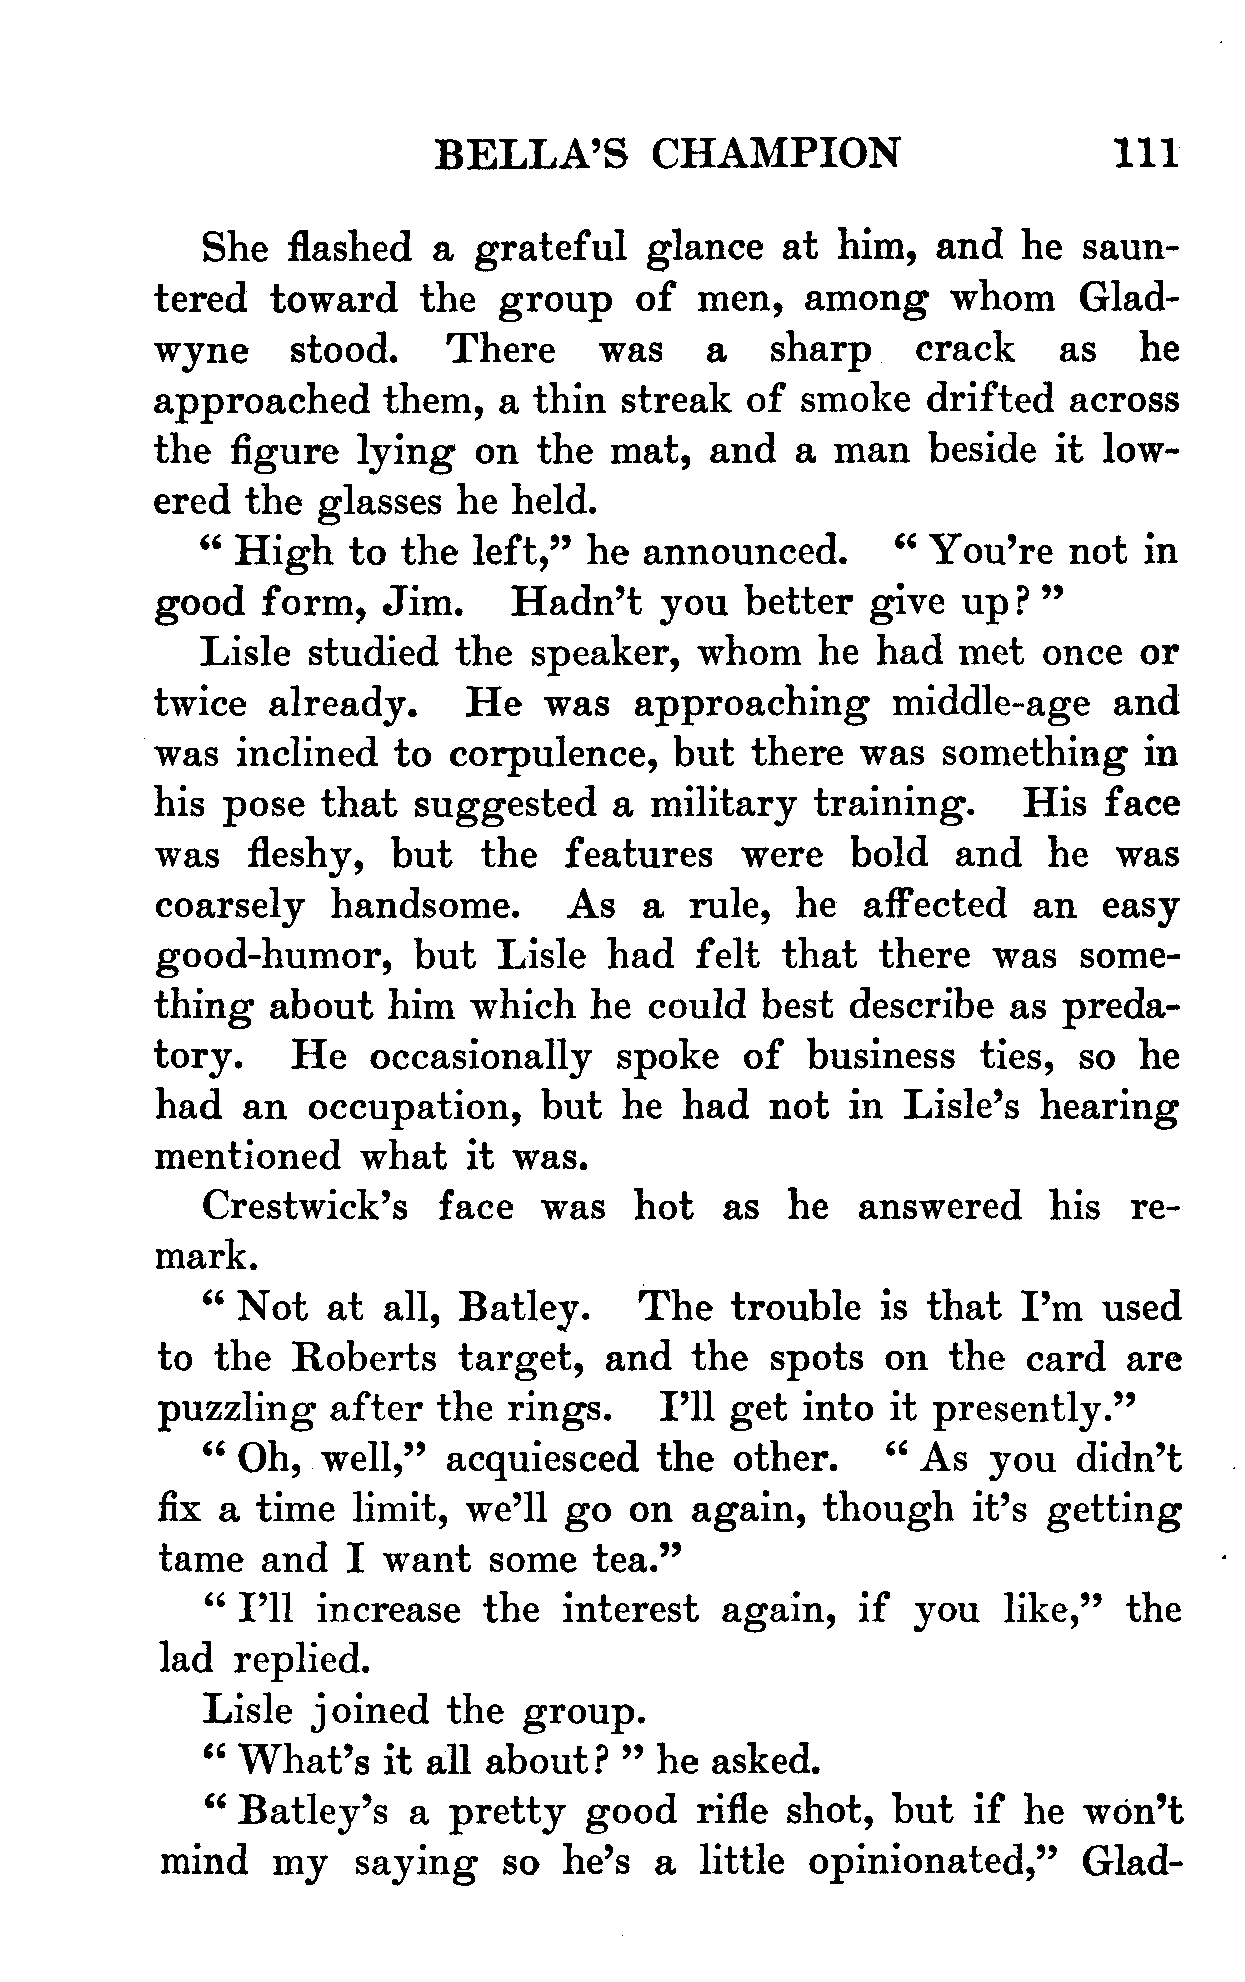 BELLA'S CHAMPION 111
She flashed a grateful glance at him, and he saun-
tered toward the group of men, among whom Glad-
wyne stood. There was a sharp crack as he
approached them, a thin streak of smoke drifted across
the figure lying on the mat, and a man beside it low-
ered the glasses he held.
“ High to the left,” he announced. “ You're not in
good form, Jim. Hadn't you better give up? ”
Lisle studied the speaker, whom he had met once or
twice already. He was approaching middle-age and
was inclined to corpulence, but there was something in
his pose that suggested a military training. His face
was fleshy, but the features were bold and he was
coarsely handsome. As a rule, he affected an easy
good-humor, but Lisle had felt that there was some-
thing about him which he could best describe as preda-
tory. He occasionally spoke of business ties, so he
had an occupation, but he had not in Lisle's hearing
mentioned what it was.
Crestwick's face was hot as he answered his re-
mark.
“ Not at all, Batley. The trouble is that I'm used
to the Roberts target, and the spots on the card are
puzzling after the rings. I'll get into it presently.”
“ Oh, well,” acquiesced the other. “ As you didn't
fix a time limit, we'll go on again, though it's getting
tame and I want some tea.”
“ I'll increase the interest again, if you like,” the
lad replied.
Lisle joined the group.
“ What's it all about? ” he asked.
“ Batley's a pretty good rifle shot, but if he won't
mind my saying so he's a little opinionated,” Glad-